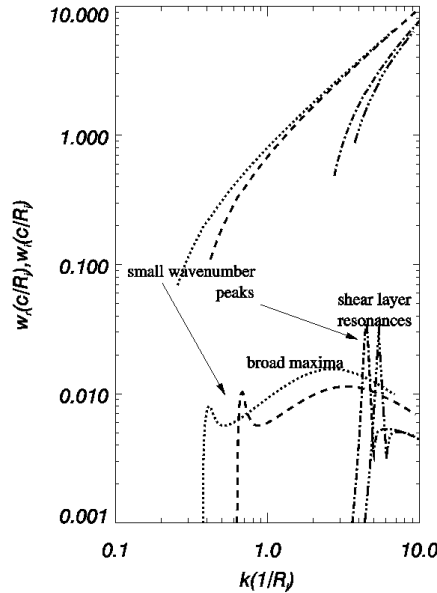 10.000
1.000
0.100
0.010
0.001
w_r(c/R_j),w_i(c/R_j)
small wavenumber
peaks
shear layer
resonances
broad maxima
0.1
1.0
10.0
k(1/R_j)